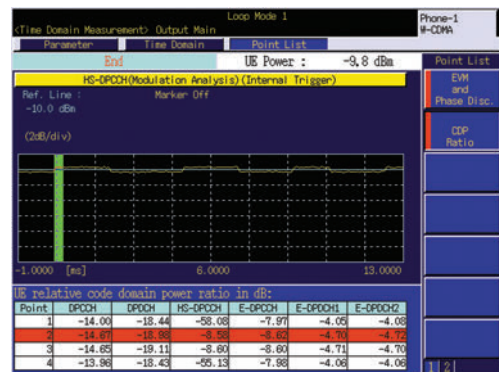 Loop Mode 1
<Time Domain Measurement> Output Main
Phone-1
W-CDMA
Parameter Time Domain Point List
End UE Power : -9.8 dBm
Point List
HS-DPCCH(Modulation Analysis)(Internal Trigger)
EVM
and
Phase Disc.
Ref. Line : Marker Off
-10.0 dBm
(2dB/div)
CDP
Ratio
-1.0000 [ms] 6.0000 13.0000
UE relative code domain power ratio in dB:
Point DPCCH DPDCH HS-DPCCH E-DPCCH E-DPDCH1 E-DPDCH2
1 -14.00 -18.44 -58.08 -7.97 -4.05 -4.08
2 -14.67 -18.98 -8.58 -8.62 -4.70 -4.72
3 -14.65 -19.11 -8.60 -8.60 -4.71 -4.70
4 -13.96 -18.43 -55.13 -7.98 -4.06 -4.06
1 2